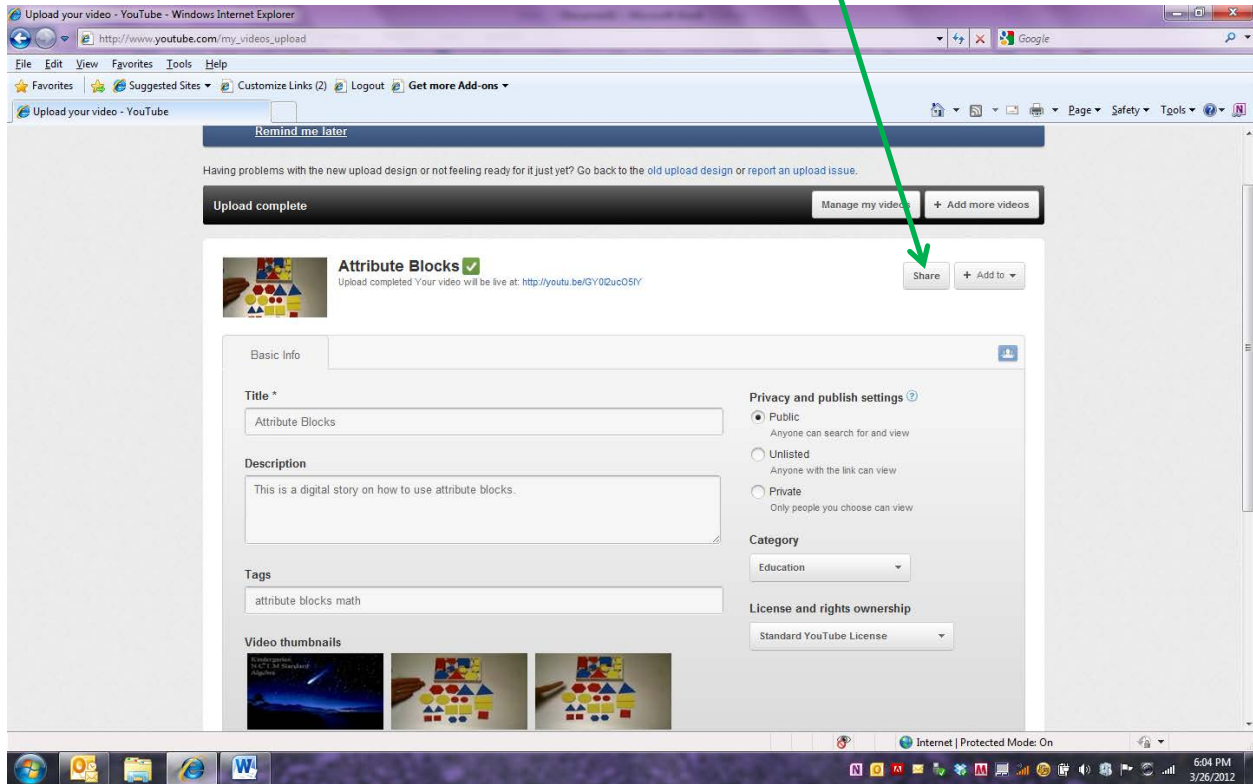 Upload your video - YouTube - Windows Internet Explorer
http://www.youtube.com/my_videos_upload
Google
File Edit View Favorites Tools Help
Favorites Suggested Sites Customize Links (2) Logout Get more Add-ons
Upload your video - YouTube
Page Safety Tools
Remind me later
Having problems with the new upload design or not feeling ready for it just yet? Go back to the old upload design or report an upload issue.
Upload complete
Manage my videos + Add more videos
Attribute Blocks
Upload completed Your video will be live at:
Share + Add to
Basic Info
Title *
Attribute Blocks
Description
This is a digital story on how to use attribute blocks.
Tags
attribute blocks math
Video thumbnails
Kindergarten
N.C.T.M Standard
Algebra
Privacy and publish settings
Public
Anyone can search for and view
Unlisted
Anyone with the link can view
Private
Only people you choose can view
Category
Education
License and rights ownership
Standard YouTube License
Internet | Protected Mode: On
6:04 PM
3/26/2012